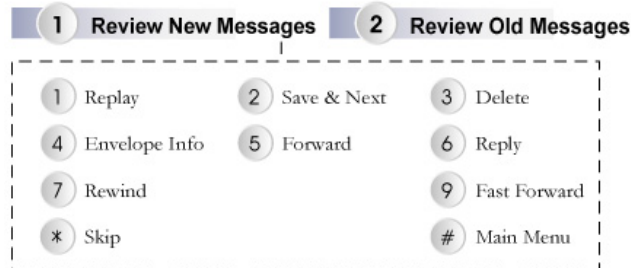 1 Review New Messages 2 Review Old Messages
1 Replay 2 Save & Next 3 Delete
4 Envelope Info 5 Forward 6 Reply
7 Rewind 9 Fast Forward
* Skip # Main Menu